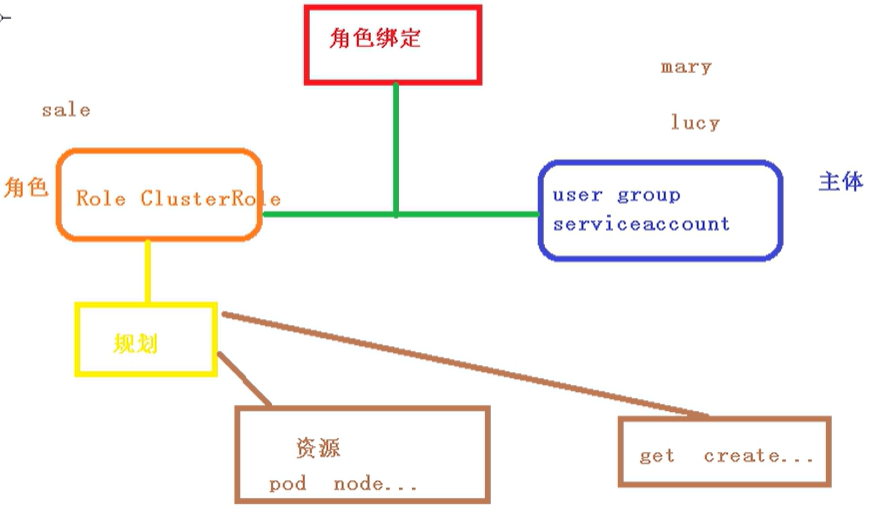 角色绑定
mary
sale
lucy
角色
Role ClusterRole
user group
serviceaccount
主体
规划
资源
pod node...
get create...